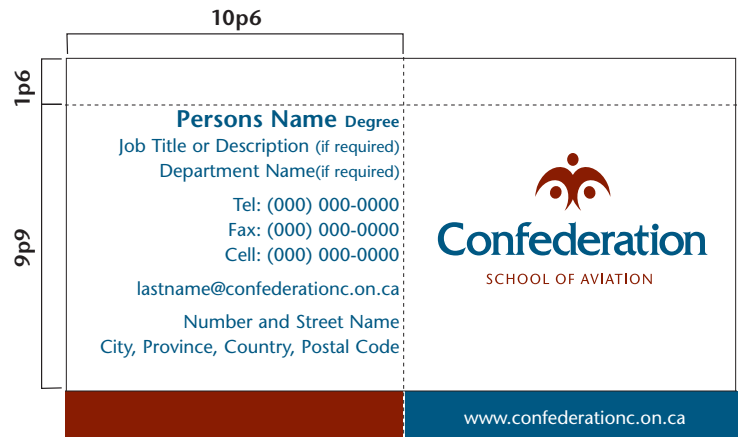 10p6
1p6
9p9
Persons Name Degree
Job Title or Description (if required)
Department Name(if required)
Tel: (000) 000-0000
Fax: (000) 000-0000
Cell: (000) 000-0000
lastname@confederationc.on.ca
Number and Street Name
City, Province, Country, Postal Code
Confederation
SCHOOL OF AVIATION
www.confederationc.on.ca